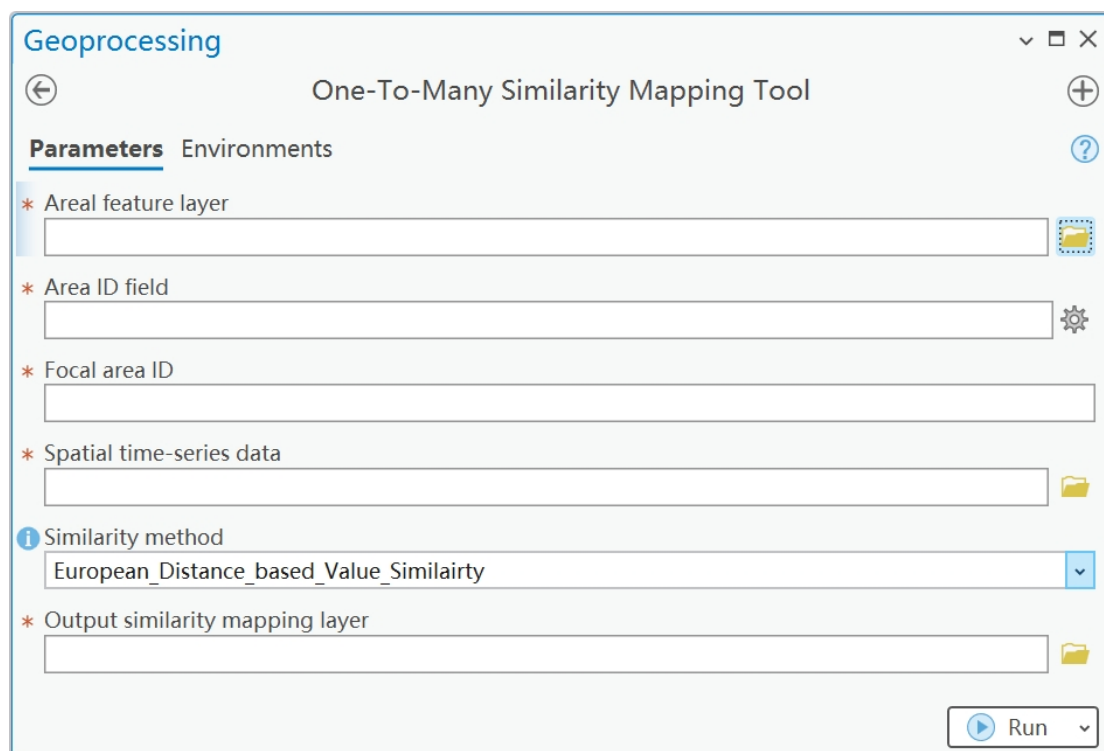 Geoprocessing
One-To-Many Similarity Mapping Tool
Parameters Environments
* Areal feature layer
* Area ID field
* Focal area ID
* Spatial time-series data
Similarity method
European_Distance_based_Value_Similairty
* Output similarity mapping layer
Run